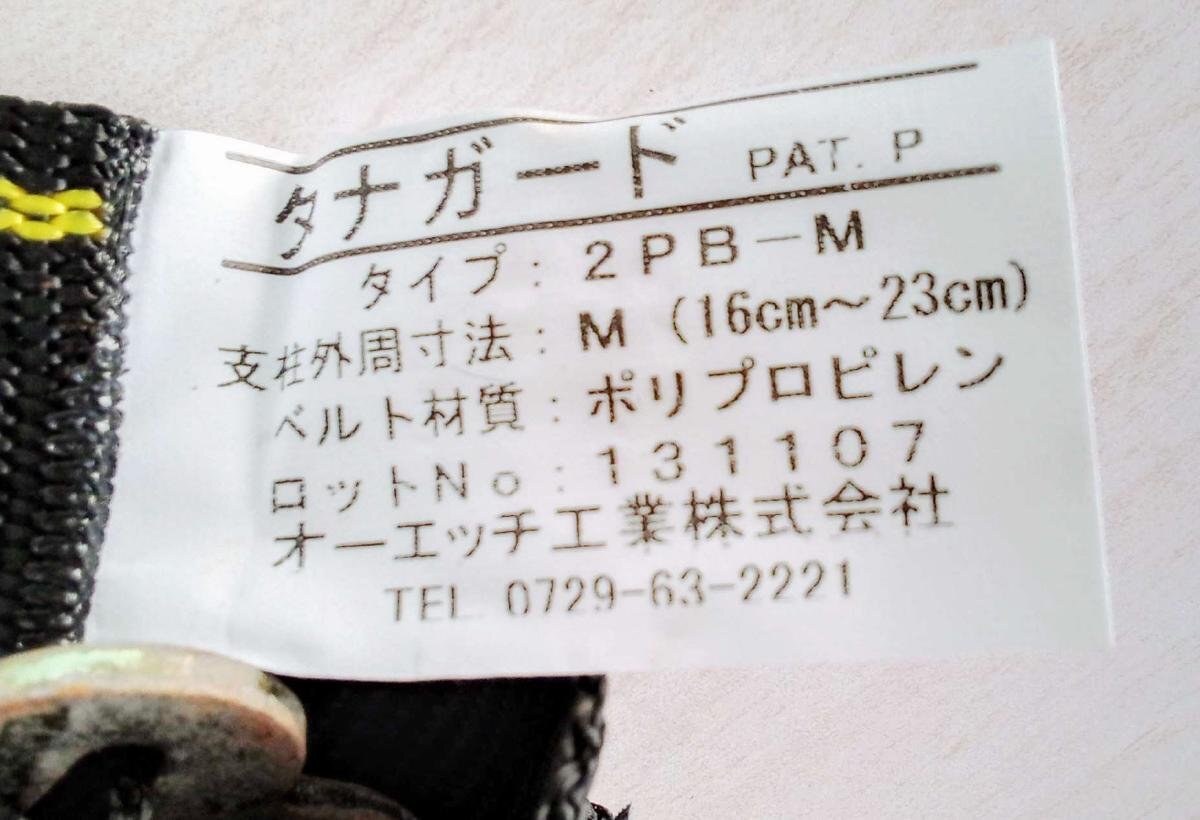 タナガード PAT. P
タイプ: 2PB-M
支柱外周寸法: M (16cm～23cm)
ベルト材質: ポリプロピレン
ロットNo: 131107
オーエッチ工業株式会社
TEL 0729-63-2221